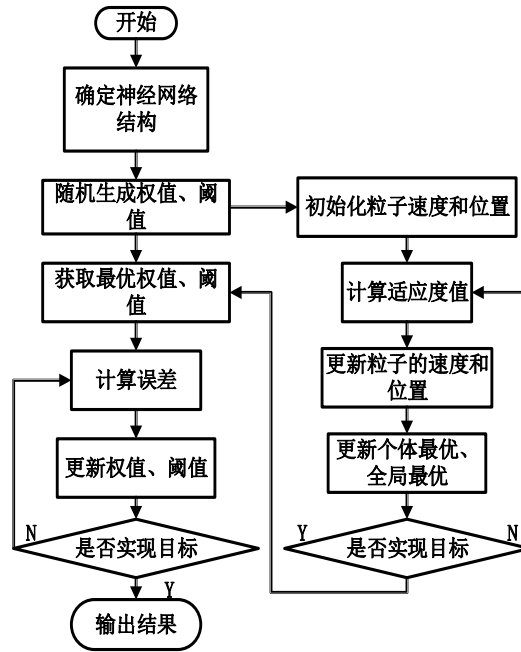 开始
确定神经网络
结构
随机生成权值、阈
值
初始化粒子速度和位置
获取最优权值、阈
值
计算适应度值
计算误差
更新粒子的速度和
位置
更新权值、阈值
更新个体最优、
全局最优
N
是否实现目标
Y
是否实现目标
N
Y
输出结果